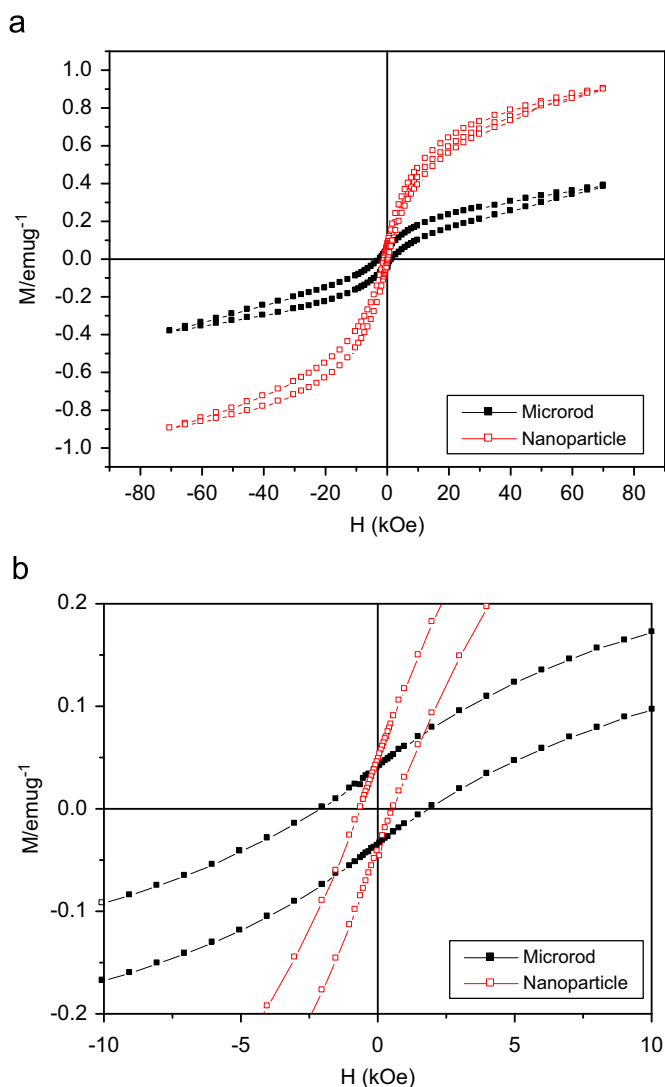 a
1.0
0.8
0.6
0.4
0.2
0.0
-0.2
-0.4
-0.6
-0.8
-1.0
M/emug⁻¹
Microrod
Nanoparticle
-80 -60 -40 -20 0 20 40 60 80
H (kOe)
b
0.2
0.1
0.0
-0.1
-0.2
M/emug⁻¹
Microrod
Nanoparticle
-10 -5 0 5 10
H (kOe)